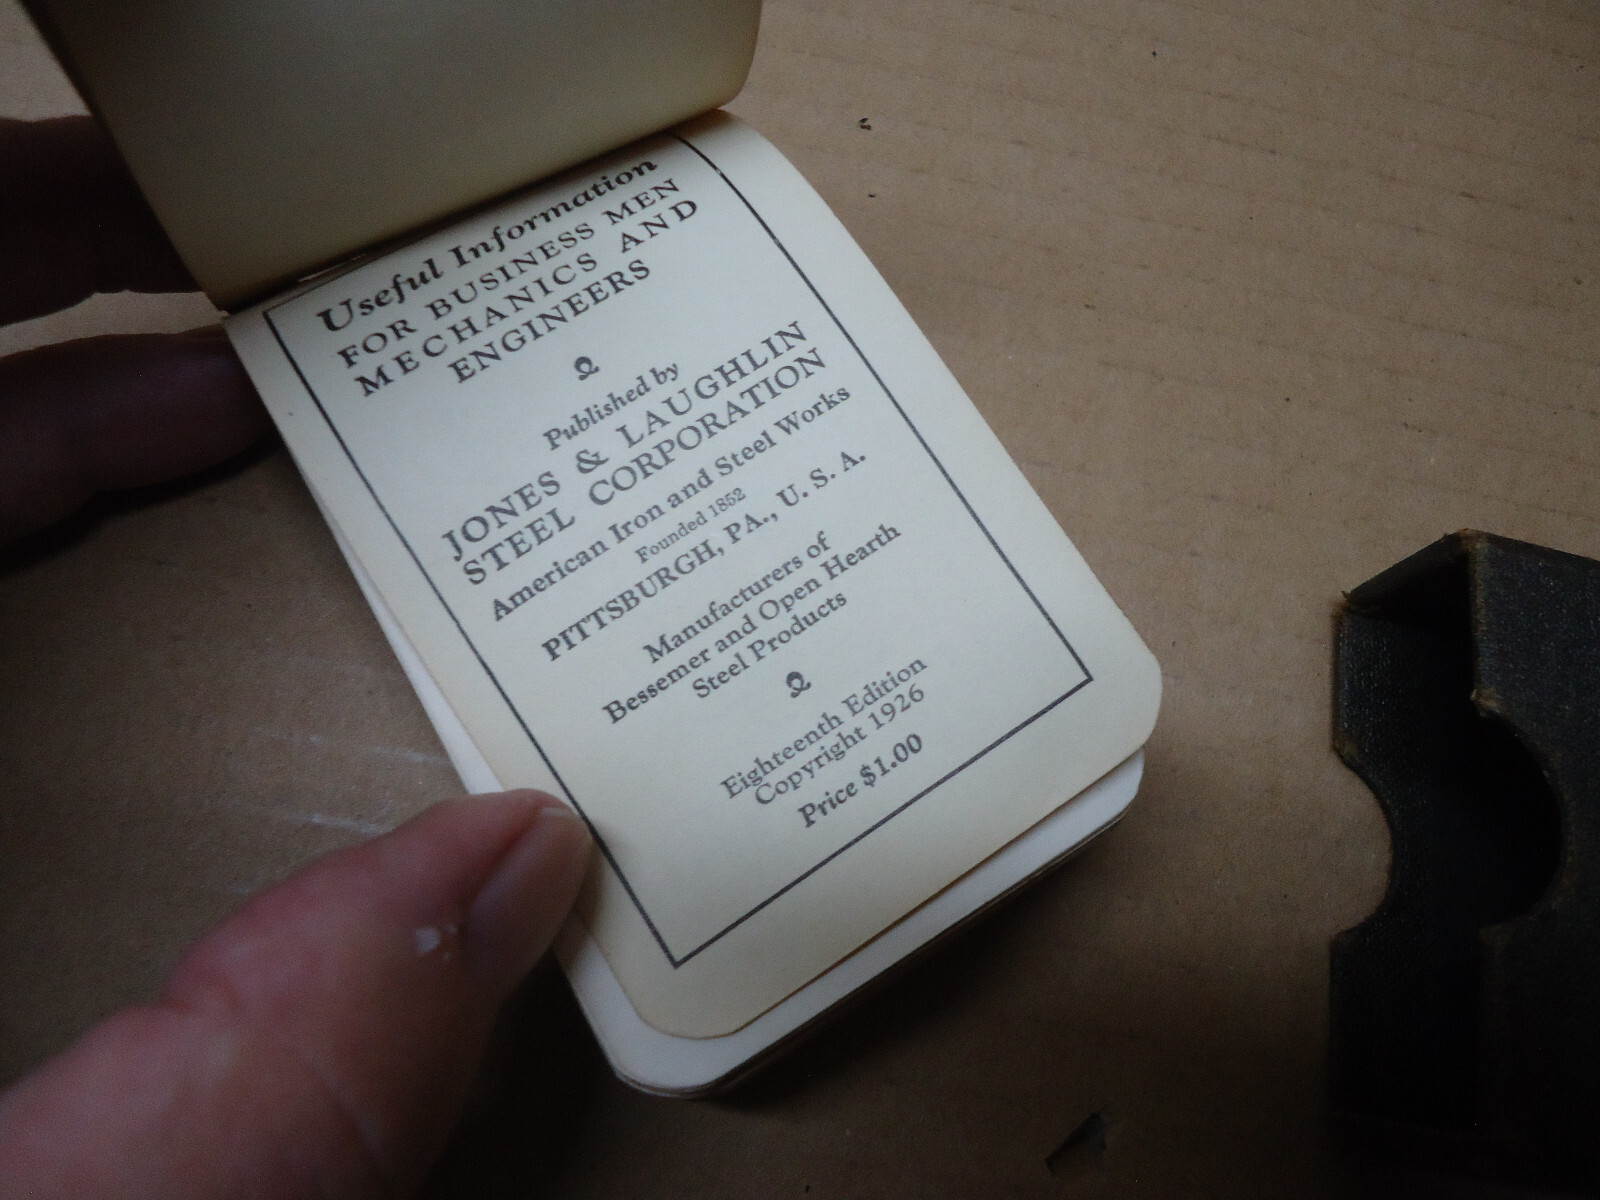 Useful Information
FOR BUSINESS MEN
MECHANICS AND
ENGINEERS
Published by
JONES & LAUGHLIN
STEEL CORPORATION
American Iron and Steel Works
Founded 1852
PITTSBURGH, PA., U. S. A.
Manufacturers of
Bessemer and Open Hearth
Steel Products
Eighteenth Edition
Copyright 1926
Price $1.00